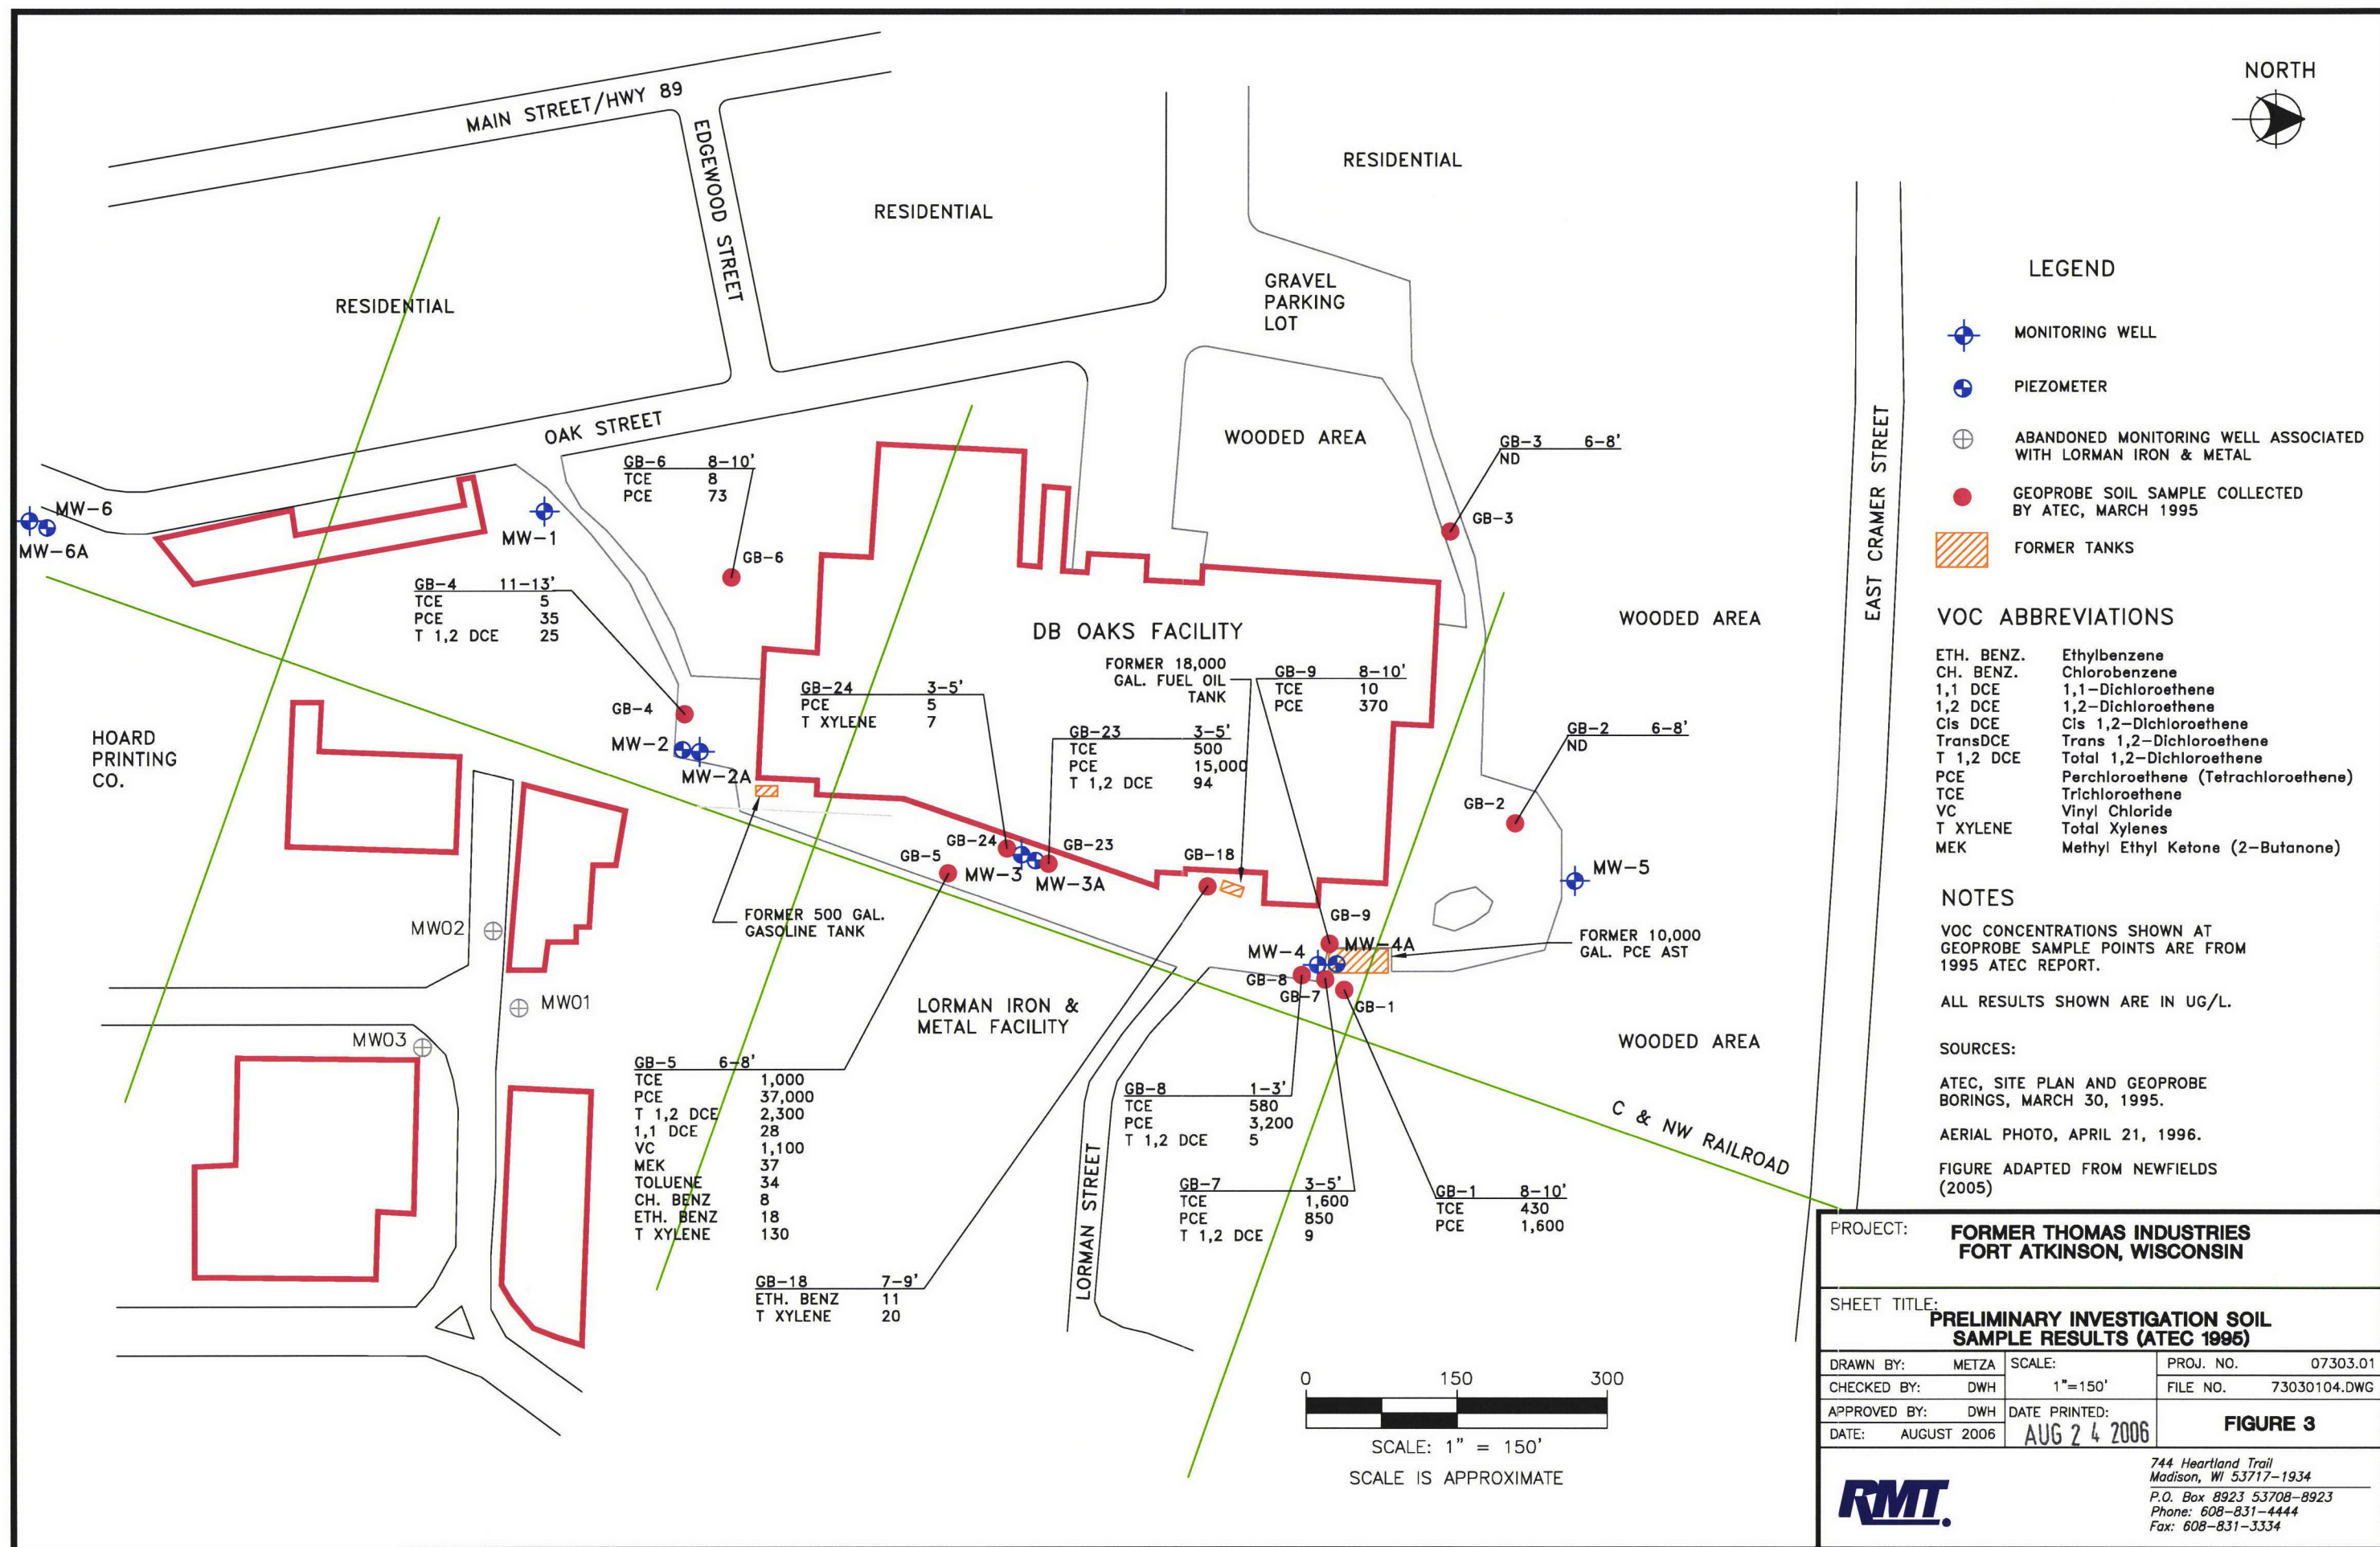 NORTH
MAIN STREET/HWY 89
EDGEWOOD STREET
RESIDENTIAL
RESIDENTIAL
RESIDENTIAL
GRAVEL
PARKING
LOT
OAK STREET
WOODED AREA
EAST CRAMER STREET
GB-6 8-10'
TCE 8
PCE 73
GB-3 6-8'
ND
GB-3
MW-6
MW-6A
MW-1
GB-6
GB-4 11-13'
TCE 5
PCE 35
T 1,2 DCE 25
DB OAKS FACILITY
WOODED AREA
FORMER 18,000
GAL. FUEL OIL
TANK
GB-9 8-10'
TCE 10
PCE 370
GB-24 3-5'
PCE 5
T XYLENE 7
GB-4
MW-2
MW-2A
GB-23 3-5'
TCE 500
PCE 15,000
T 1,2 DCE 94
GB-2 6-8'
ND
GB-2
HOARD
PRINTING
CO.
GB-24
GB-23
GB-5
MW-3
MW-3A
GB-18
MW-5
FORMER 500 GAL.
GASOLINE TANK
GB-9
MW-4
MW-4A
FORMER 10,000
GAL. PCE AST
GB-8
GB-7
GB-1
MW02
MW01
MW03
LORMAN IRON &
METAL FACILITY
WOODED AREA
GB-5 6-8'
TCE 1,000
PCE 37,000
T 1,2 DCE 2,300
1,1 DCE 28
VC 1,100
MEK 37
TOLUENE 34
CH. BENZ 8
ETH. BENZ 18
T XYLENE 130
GB-8 1-3'
TCE 580
PCE 3,200
T 1,2 DCE 5
C & NW RAILROAD
LORMAN STREET
GB-7 3-5'
TCE 1,600
PCE 850
T 1,2 DCE 9
GB-1 8-10'
TCE 430
PCE 1,600
GB-18 7-9'
ETH. BENZ 11
T XYLENE 20
0 150 300
SCALE: 1" = 150'
SCALE IS APPROXIMATE
LEGEND
MONITORING WELL
PIEZOMETER
ABANDONED MONITORING WELL ASSOCIATED
WITH LORMAN IRON & METAL
GEOPROBE SOIL SAMPLE COLLECTED
BY ATEC, MARCH 1995
FORMER TANKS
VOC ABBREVIATIONS
ETH. BENZ. Ethylbenzene
CH. BENZ. Chlorobenzene
1,1 DCE 1,1-Dichloroethene
1,2 DCE 1,2-Dichloroethene
Cis DCE Cis 1,2-Dichloroethene
TransDCE Trans 1,2-Dichloroethene
T 1,2 DCE Total 1,2-Dichloroethene
PCE Perchloroethene (Tetrachloroethene)
TCE Trichloroethene
VC Vinyl Chloride
T XYLENE Total Xylenes
MEK Methyl Ethyl Ketone (2-Butanone)
NOTES
VOC CONCENTRATIONS SHOWN AT
GEOPROBE SAMPLE POINTS ARE FROM
1995 ATEC REPORT.
ALL RESULTS SHOWN ARE IN UG/L.
SOURCES:
ATEC, SITE PLAN AND GEOPROBE
BORINGS, MARCH 30, 1995.
AERIAL PHOTO, APRIL 21, 1996.
FIGURE ADAPTED FROM NEWFIELDS
(2005)
PROJECT: FORMER THOMAS INDUSTRIES
FORT ATKINSON, WISCONSIN
SHEET TITLE: PRELIMINARY INVESTIGATION SOIL
SAMPLE RESULTS (ATEC 1995)
DRAWN BY: METZA SCALE: PROJ. NO. 07303.01
CHECKED BY: DWH 1"=150' FILE NO. 73030104.DWG
APPROVED BY: DWH DATE PRINTED: FIGURE 3
DATE: AUGUST 2006 AUG 24 2006
RMT.
744 Heartland Trail
Madison, WI 53717-1934
P.O. Box 8923 53708-8923
Phone: 608-831-4444
Fax: 608-831-3334